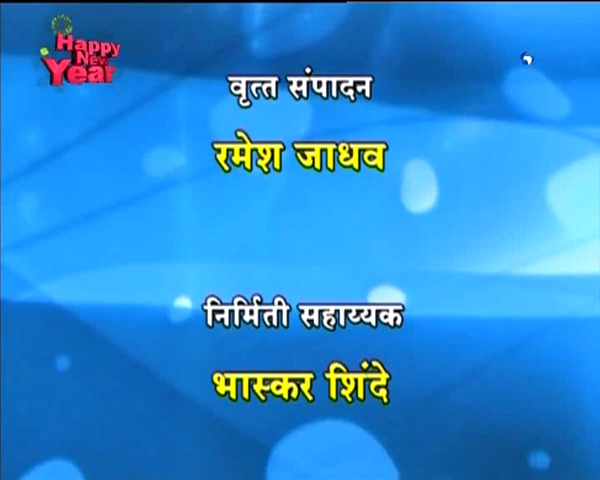 Happy
New
Year
वृत्त संपादन
रमेश जाधव
निर्मिती सहाय्यक
भास्कर शिंदे